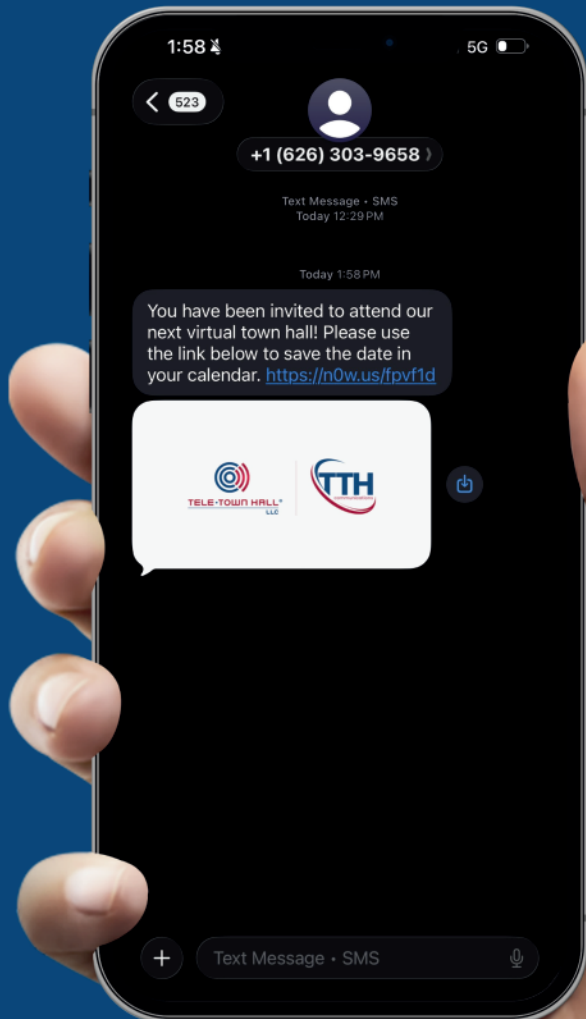 1:58 5G
523
+1 (626) 303-9658
Text Message • SMS
Today 12:29 PM
Today 1:58 PM
You have been invited to attend our
next virtual town hall! Please use
the link below to save the date in
your calendar. https://n0w.us/fpvf1d
TELE-TOWN HALL®
LLC
TTH
communications
Text Message • SMS